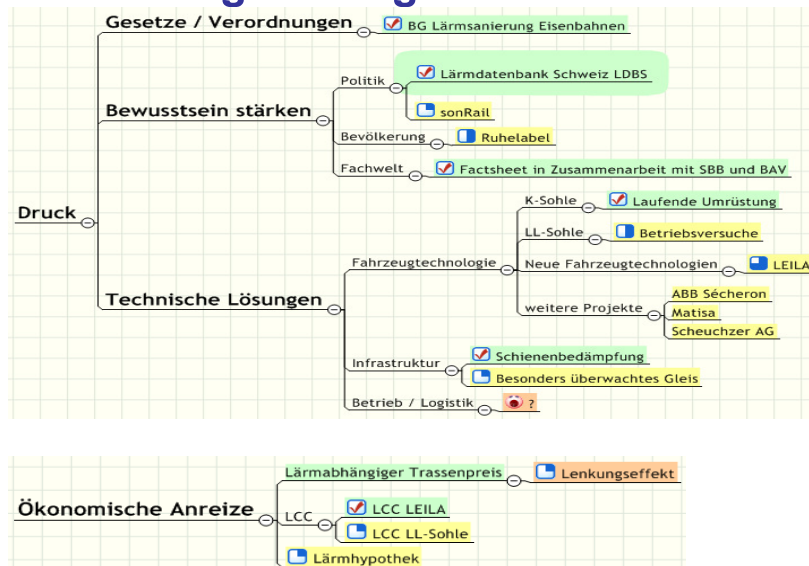 Gesetze / Verordnungen
BG Lärmsanierung Eisenbahnen
Politik
Lärmdatenbank Schweiz LDBS
sonRail
Bewusstsein stärken
Bevölkerung
Ruhelabel
Fachwelt
Factsheet in Zusammenarbeit mit SBB und BAV
Druck
K-Sohle
Laufende Umrüstung
LL-Sohle
Betriebsversuche
Fahrzeugtechnologie
Neue Fahrzeugtechnologien
LEILA
Technische Lösungen
weitere Projekte
ABB Sécheron
Matisa
Scheuchzer AG
Infrastruktur
Schienenbedämpfung
Besonders überwachtes Gleis
Betrieb / Logistik
?
Lärmabhängiger Trassenpreis
Lenkungseffekt
Ökonomische Anreize
LCC
LCC LEILA
LCC LL-Sohle
Lärmhypothek